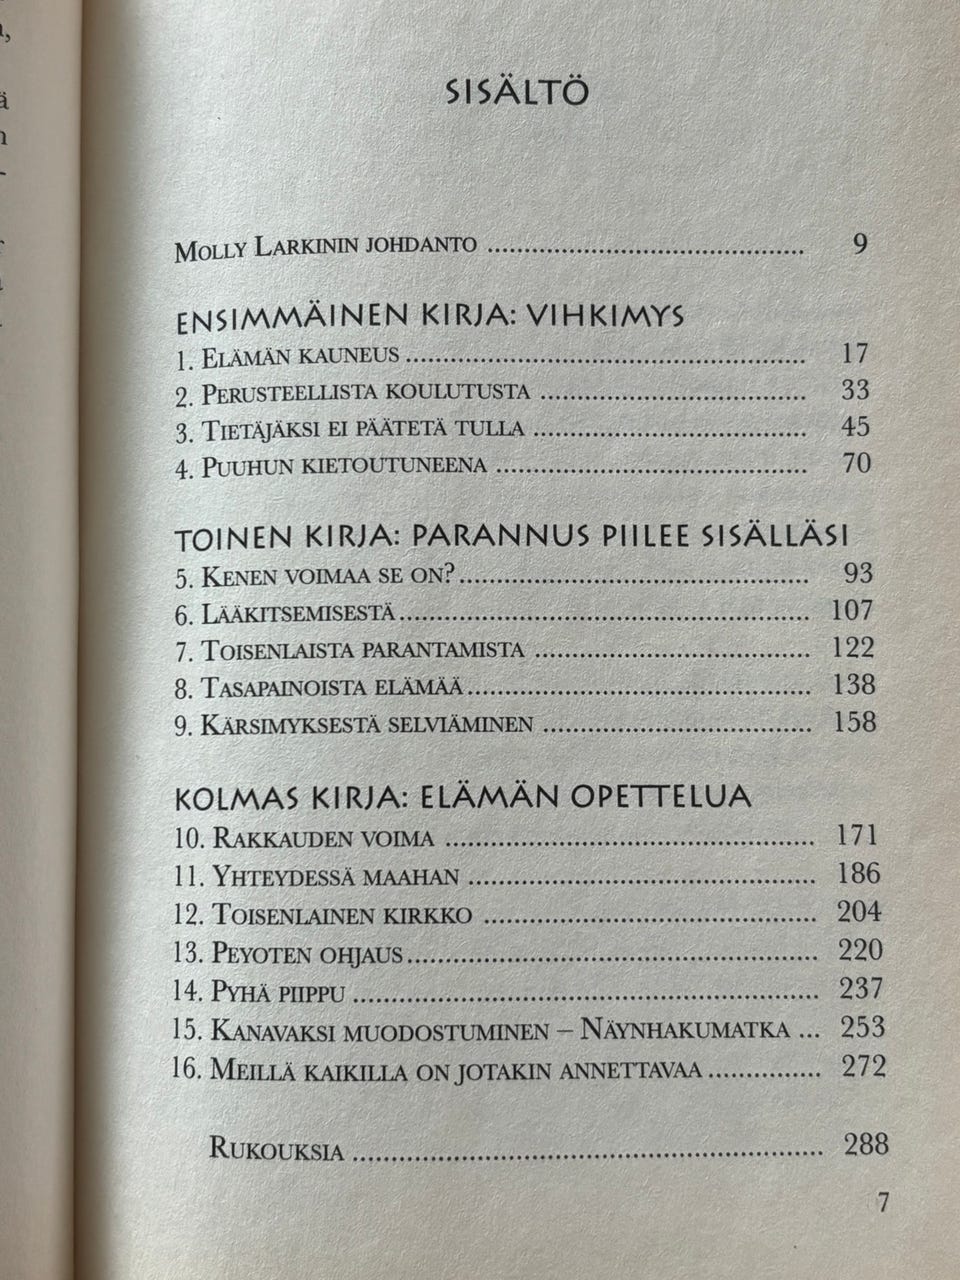 SISÄLTÖ
MOLLY LARKININ JOHDANTO ........................................... 9
ENSIMMÄINEN KIRJA: VIHKIMYS
1. ELÄMÄN KAUNEUS ........................................... 17
2. PERUSTEELLISTA KOULUTUSTA ........................................... 33
3. TIETÄJÄKSI EI PÄÄTETÄ TULLA ........................................... 45
4. PUUHUN KIETOUTUNEENA ........................................... 70
TOINEN KIRJA: PARANNUS PIILEE SISÄLLÄSI
5. KENEN VOIMAA SE ON? ........................................... 93
6. LÄÄKITSEMISESTÄ ........................................... 107
7. TOISENLAISTA PARANTAMISTA ........................................... 122
8. TASAPAINOISTA ELÄMÄÄ ........................................... 138
9. KÄRSIMYKSESTÄ SELVIÄMINEN ........................................... 158
KOLMAS KIRJA: ELÄMÄN OPETTELUA
10. RAKKAUDEN VOIMA ........................................... 171
11. YHTEYDESSÄ MAAHAN ........................................... 186
12. TOISENLAINEN KIRKKO ........................................... 204
13. PEYOTEN OHJAUS ........................................... 220
14. PYHÄ PIIPPU ........................................... 237
15. KANAVAKSI MUODOSTUMINEN – NÄYNHAKUMATKA ... 253
16. MEILLÄ KAIKILLA ON JOTAKIN ANNETTAVAA ............... 272
RUKOUKSIA ........................................... 288
7